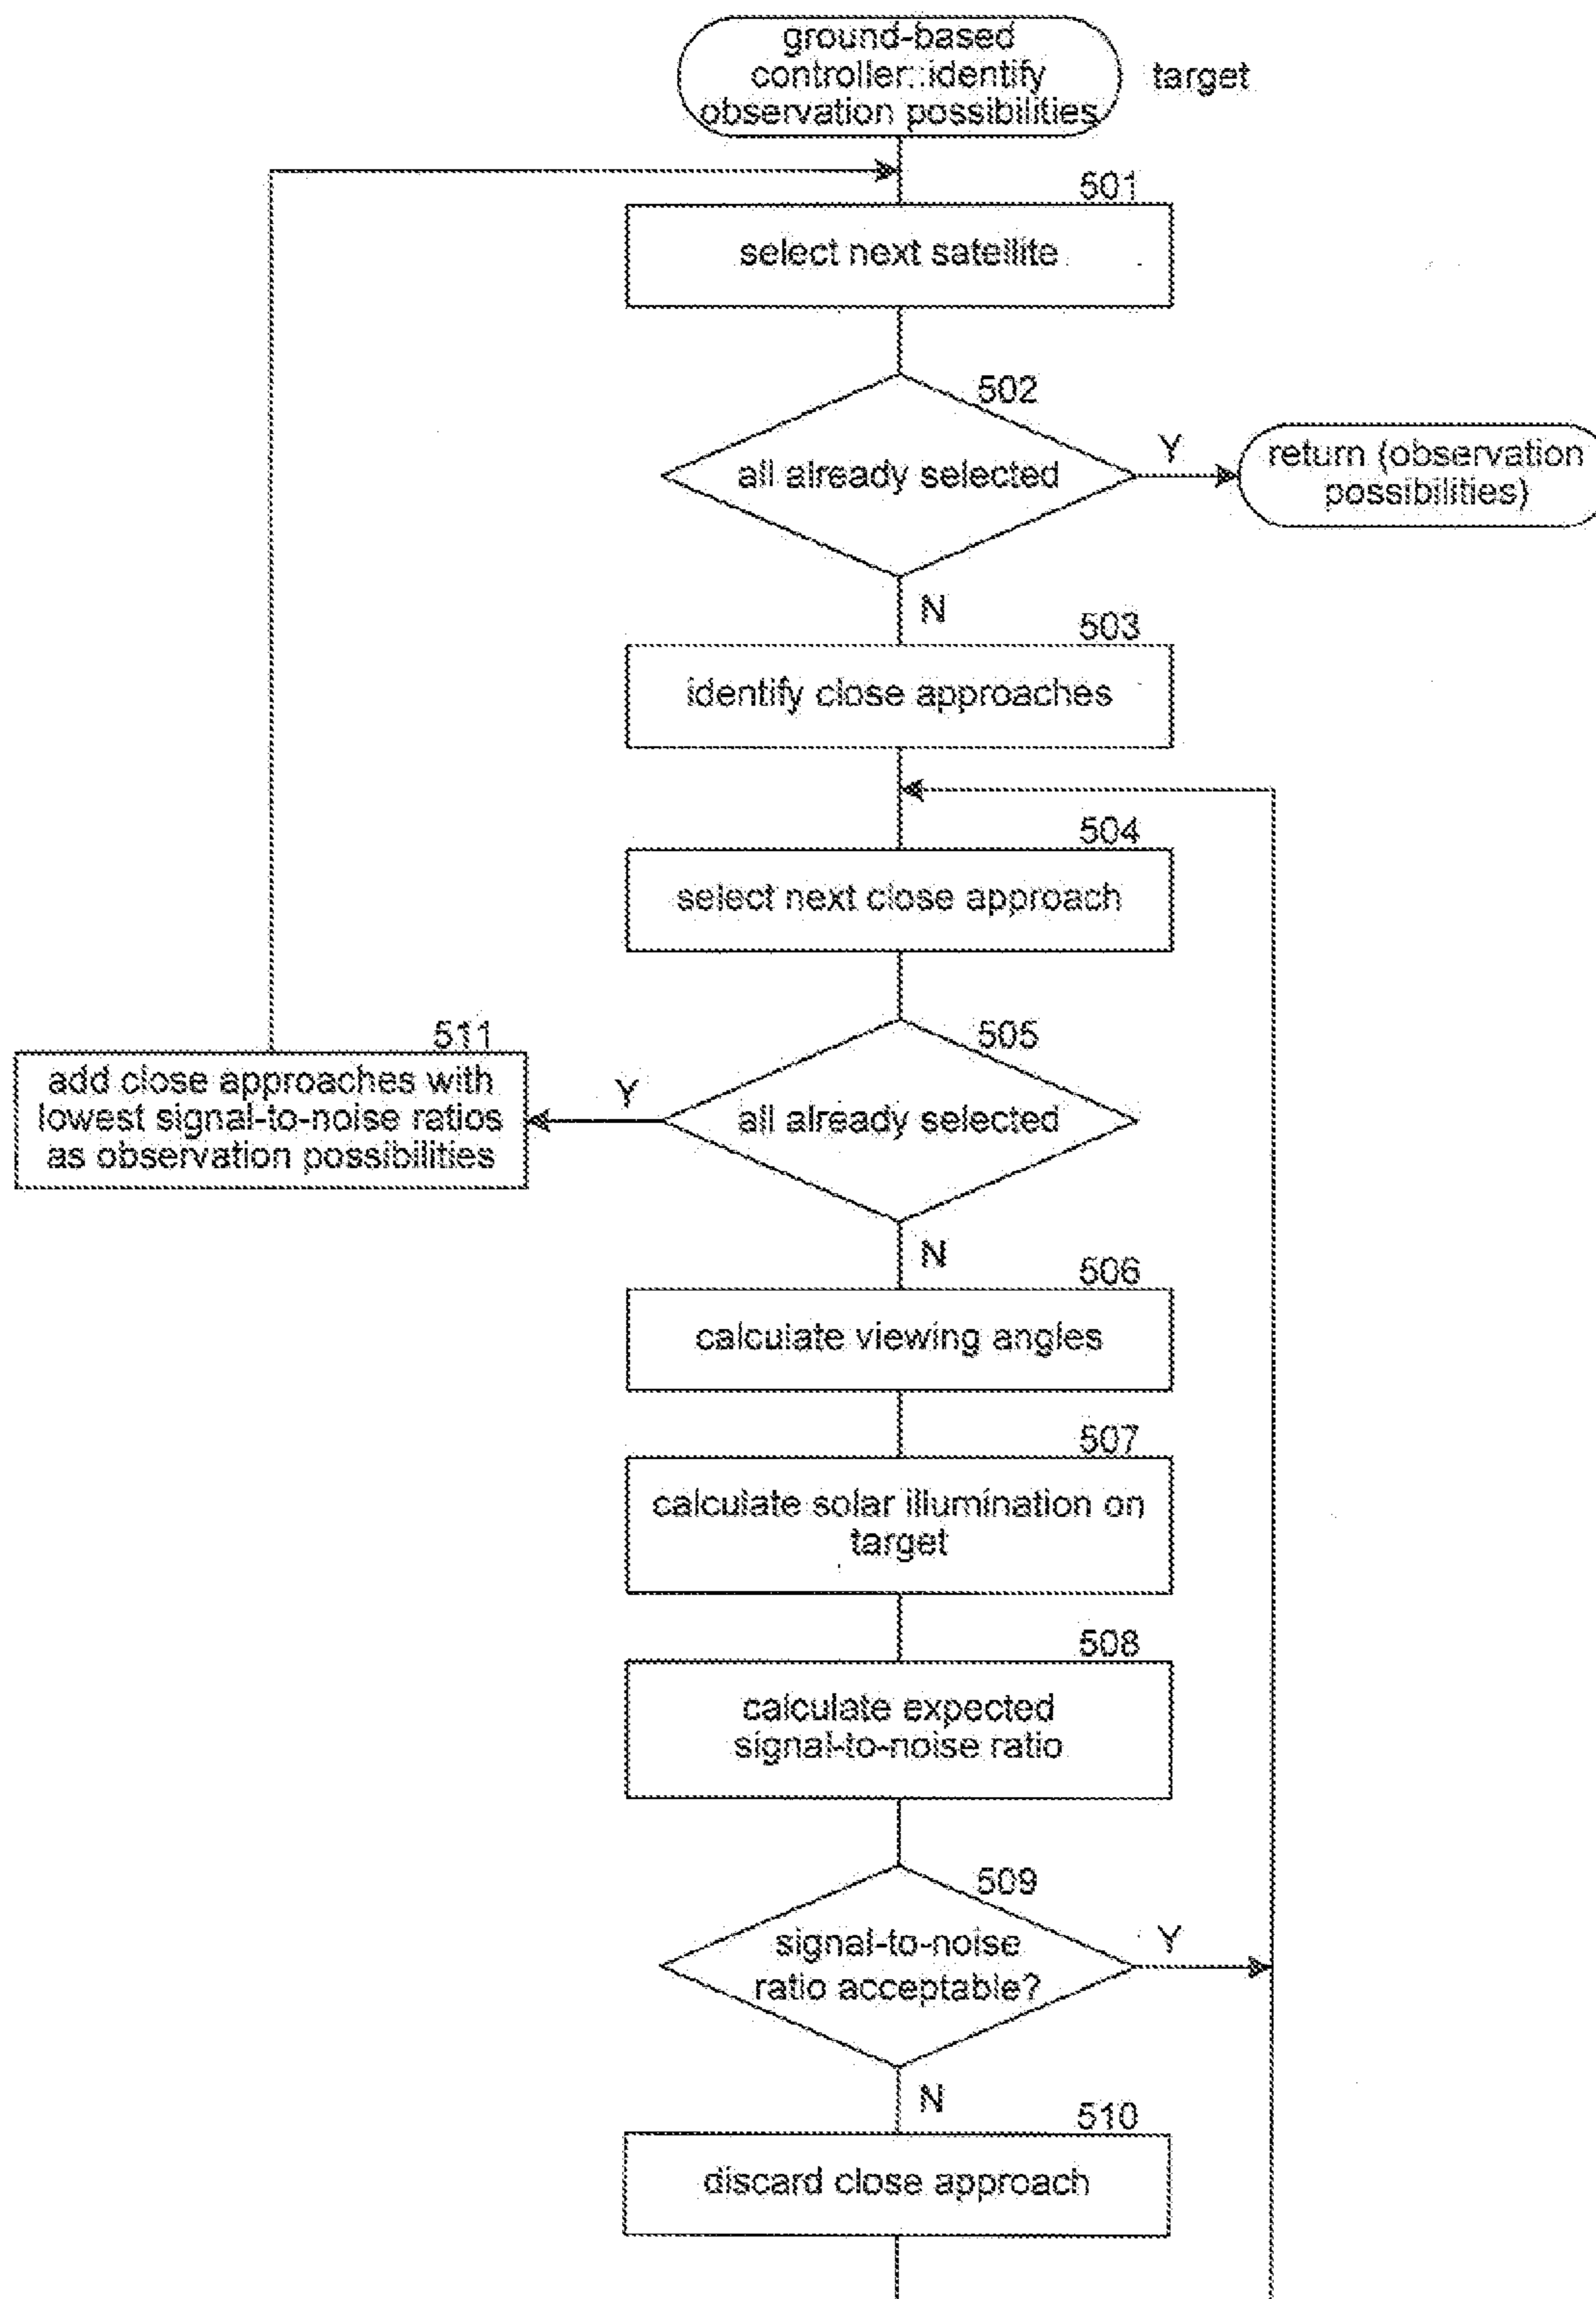 ground-based
controller::identify
observation possibilities
target
501
select next satellite
502
all already selected
Y
return (observation
possibilities)
N
503
identify close approaches
504
select next close approach
505
all already selected
Y
511
add close approaches with
lowest signal-to-noise ratios
as observation possibilities
N
506
calculate viewing angles
507
calculate solar illumination on
target
508
calculate expected
signal-to-noise ratio
509
signal-to-noise
ratio acceptable?
Y
N
510
discard close approach